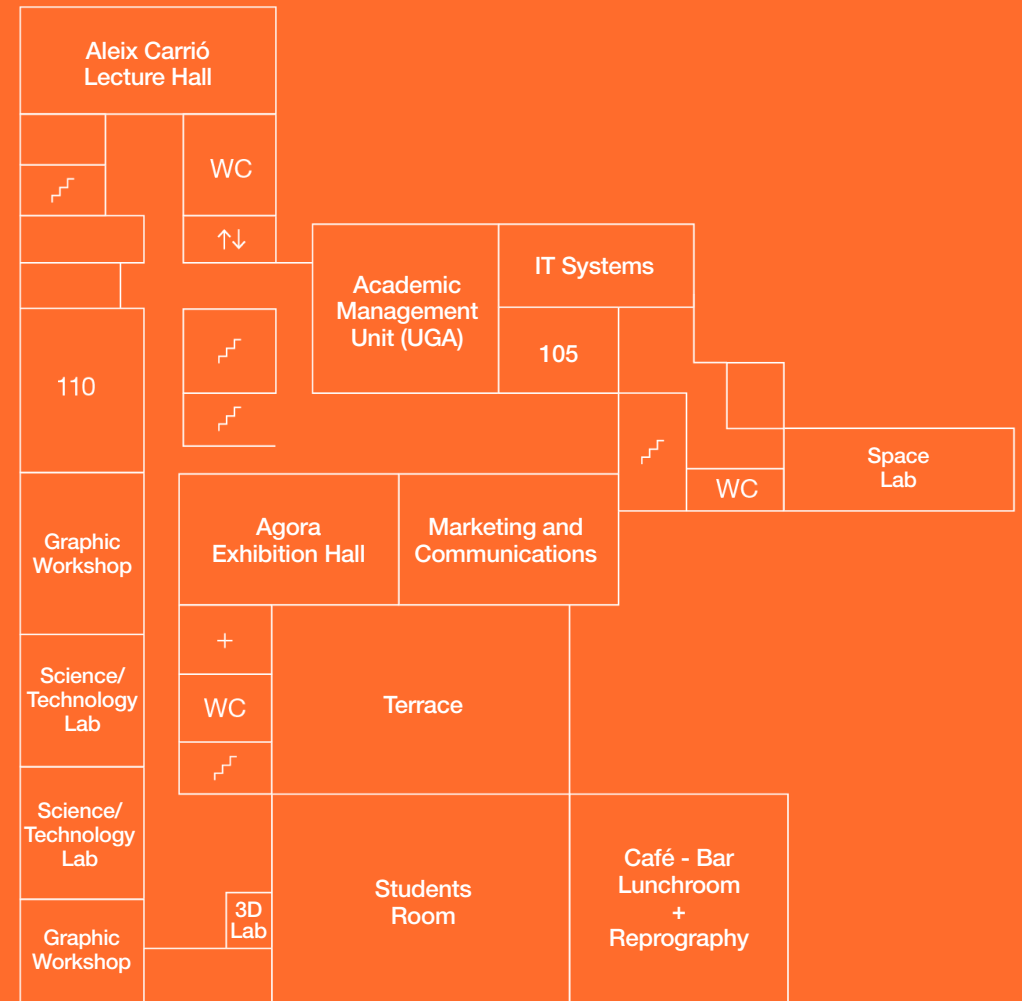 Aleix Carrió
Lecture Hall
WC
↑↓
Academic
Management
Unit (UGA)
IT Systems
105
110
Space
Lab
WC
Graphic
Workshop
Agora
Exhibition Hall
Marketing and
Communications
+
WC
Terrace
Science/
Technology
Lab
Science/
Technology
Lab
Students
Room
Café - Bar
Lunchroom
+
Reprography
3D
Lab
Graphic
Workshop